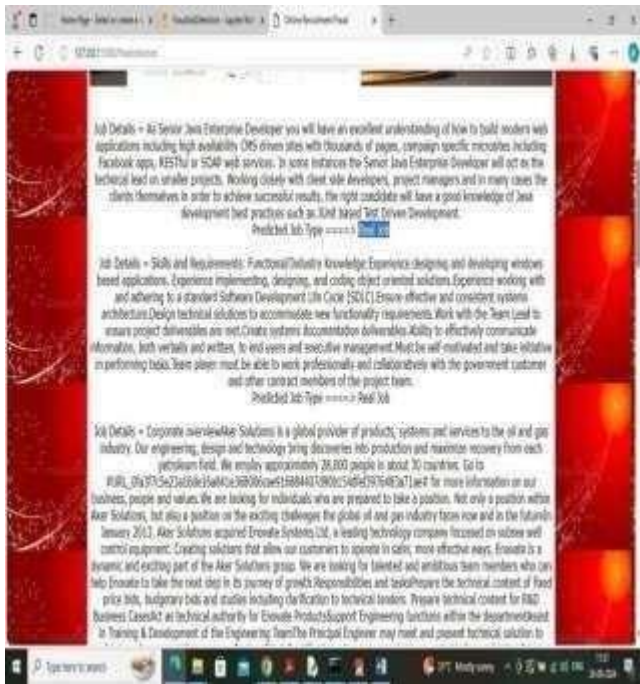 Online Recruitment Fraud
Job Details = As Senior Java Enterprise Developer you will have an excellent understanding of how to build modern web
applications including high availability CMS driven sites with thousands of pages, campaign specific microsites including
Facebook apps, RESTful or SOAP web services. In some instances the Senior Java Enterprise Developer will act as the
technical lead on smaller projects. Working closely with client side developers, project managers and in many cases the
clients themselves in order to achieve successful results, the right candidate will have a good knowledge of Java
development best practices such as JUnit based Test Driven Development.
Predicted Job Type ====> Real Job
Job Details = Skills and Requirements: Functional/Industry Knowledge:Experience designing and developing windows
based applications. Experience implementing, designing, and coding object oriented solutions.Experience working with
and adhering to a standard Software Development Life Cycle [SDLC].Ensure effective and consistent systems
architecture.Design technical solutions to accommodate new functionality requirements.Work with the Team Lead to
ensure project deliverables are met.Create systems documentation deliverables.Ability to effectively communicate
information, both verbally and written, to end users and executive management.Must be self-motivated and take initiative
in performing tasks.Team player must be able to work professionally and collaboratively with the government customer
and other contract members of the project team.
Predicted Job Type ====> Real Job
Job Details = Corporate overviewAker Solutions is a global provider of products, systems and services to the oil and gas
industry. Our engineering, design and technology bring discoveries into production and maximize recovery from each
petroleum field. We employ approximately 28,000 people in about 30 countries. Go to
for more information on our
business, people and values.We are looking for individuals who are prepared to take a position. Not only a position within
Aker Solutions, but also a position on the exciting challenges the global oil and gas industry faces now and in the future.In
January 2013, Aker Solutions acquired Enovate Systems Ltd, a leading technology company focused on subsea well
control equipment. Creating solutions that allow our customers to operate in safer, more effective ways. Enovate is a
dynamic and exciting part of the Aker Solutions group. We are looking for talented and ambitious team members who can
help Enovate to take the next step in its journey of growth.Responsibilities and tasksPrepare the technical content of fixed
price bids, budgetary bids and studies including clarification to technical tenders. Prepare technical content for R&D
Business CasesAct as technical authority for Enovate ProductsSupport Engineering functions within the departmentAssist
in Training & Development of the Engineering TeamThe Principal Engineer may meet and present technical solution to
Type here to search